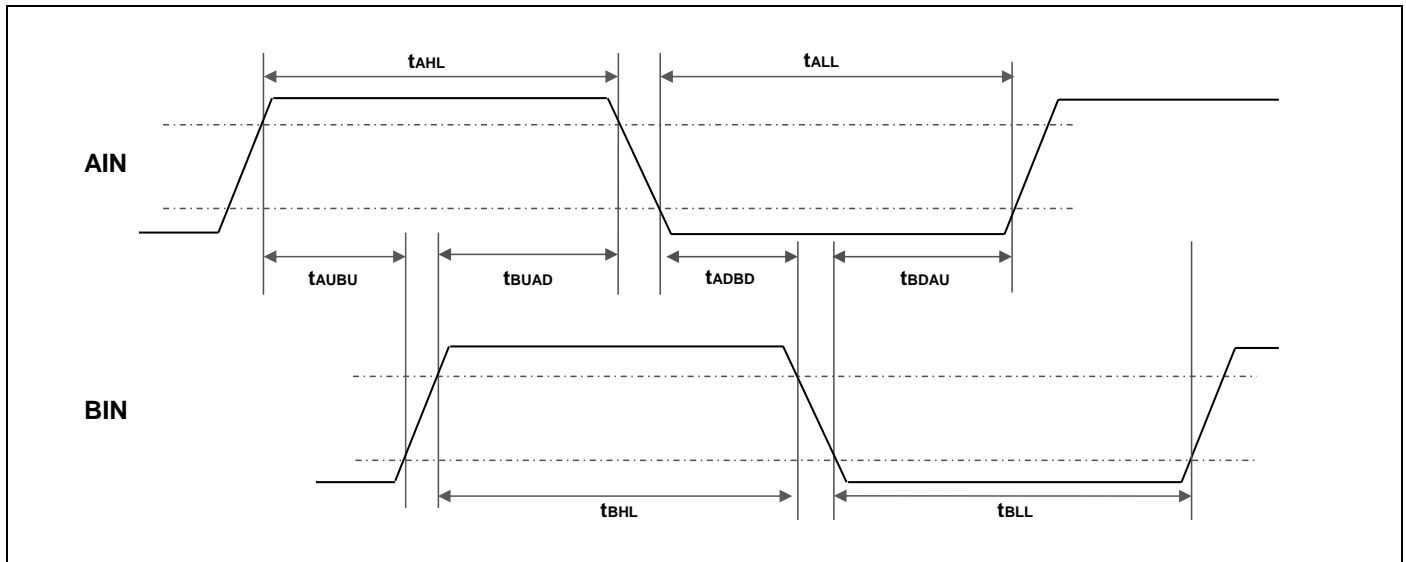 tAHL
tALL
AIN
tAUBU
tBUAD
tADBD
tBDAU
BIN
tBHL
tBLL